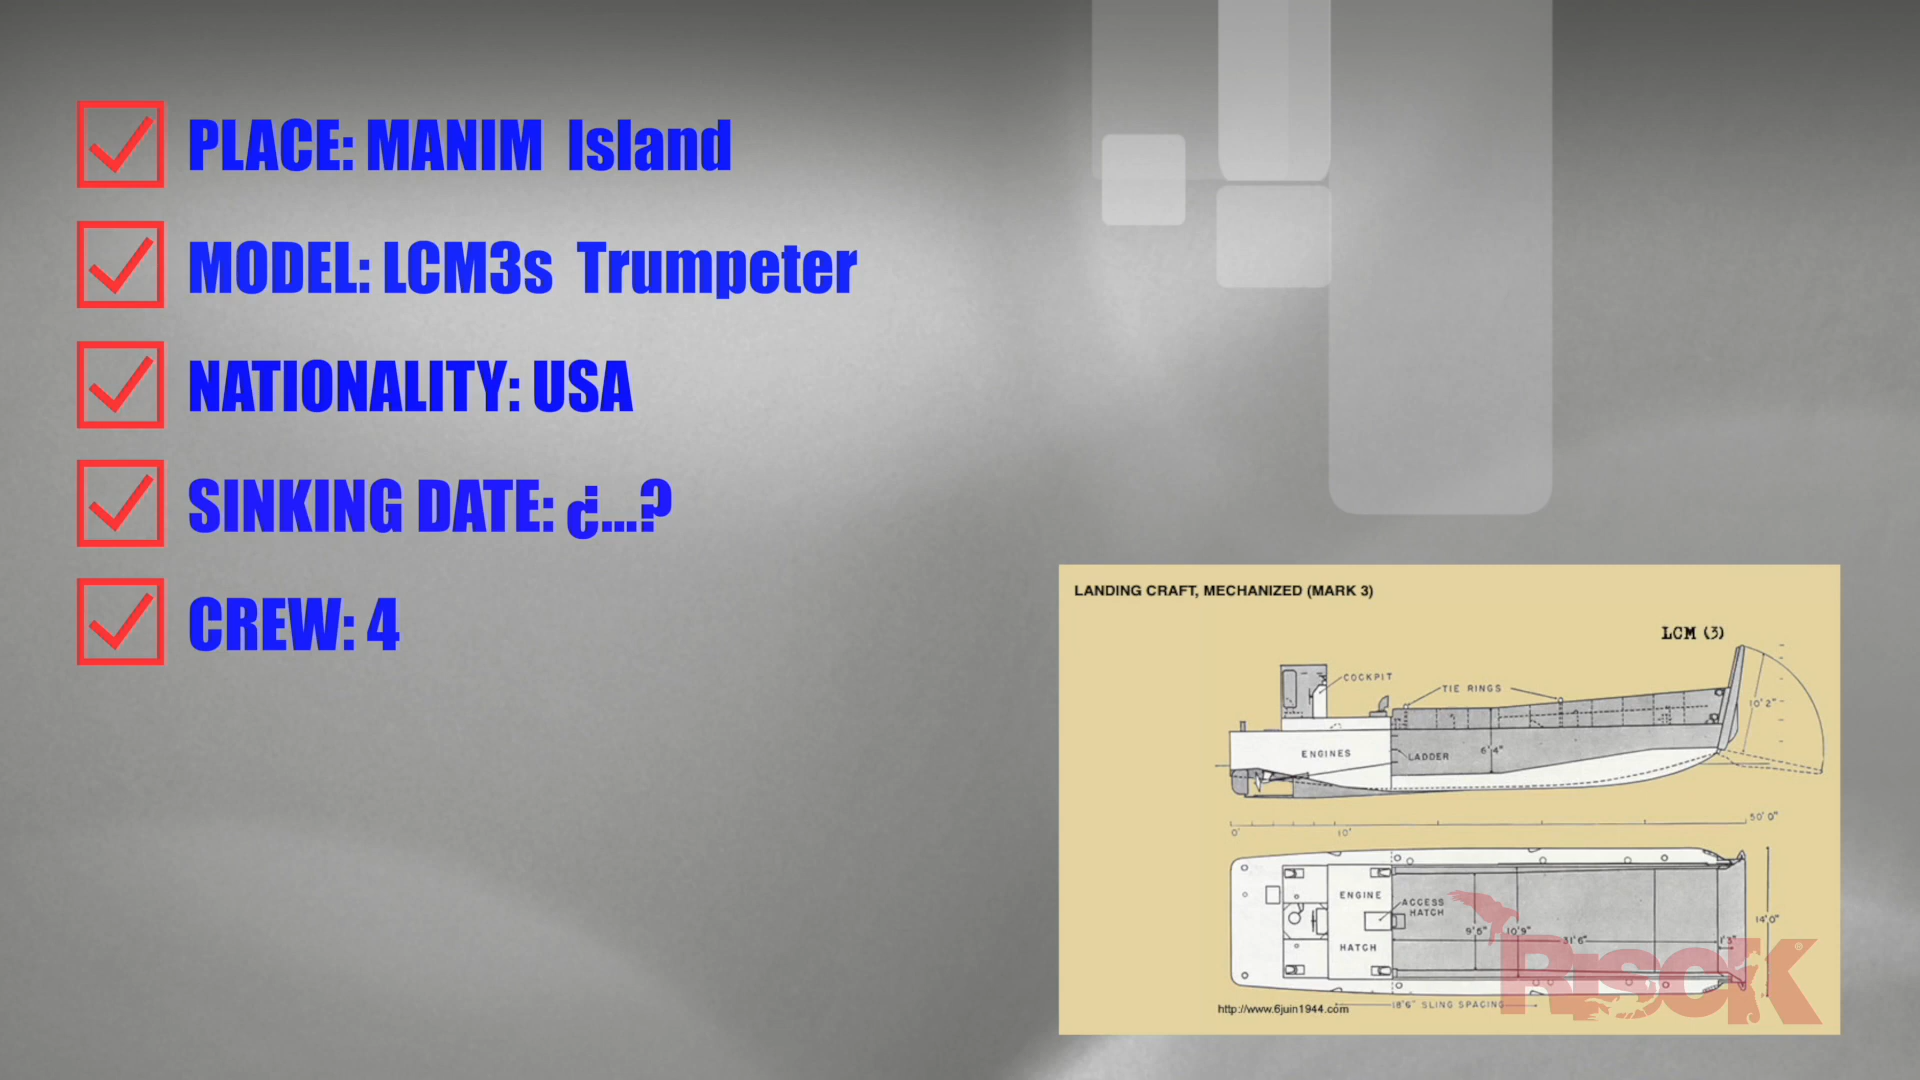 PLACE: MANIM Island
MODEL: LCM3s Trumpeter
NATIONALITY: USA
SINKING DATE: ¿...?
CREW: 4
LANDING CRAFT, MECHANIZED (MARK 3)
LCM (3)
COCKPIT
TIE RINGS
10'2"
ENGINES
LADDER
6'4"
50'0"
0'
10'
ENGINE
ACCESS
HATCH
14'0"
9'6"
10'9"
31'6"
1'3"
HATCH
RISCK
18'6" SLING SPACING
http://www.6juin1944.com